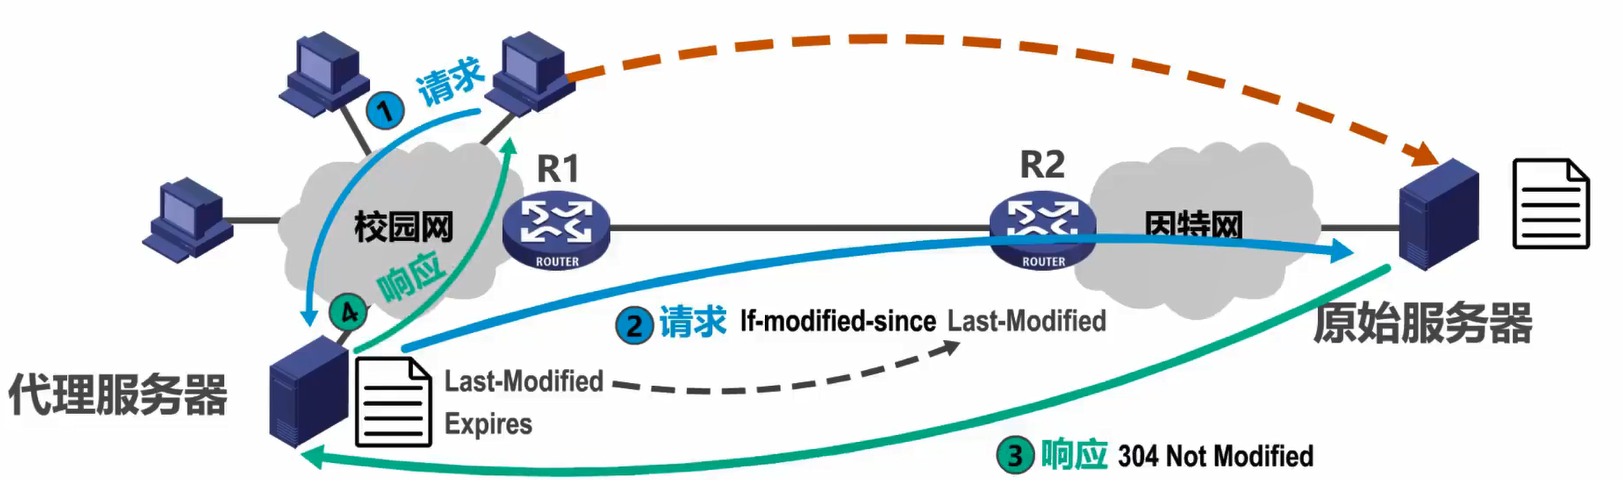 1 请求
R1
R2
校园网
ROUTER
ROUTER
因特网
4 响应
2 请求 If-modified-since Last-Modified
原始服务器
代理服务器
Last-Modified
Expires
3 响应 304 Not Modified